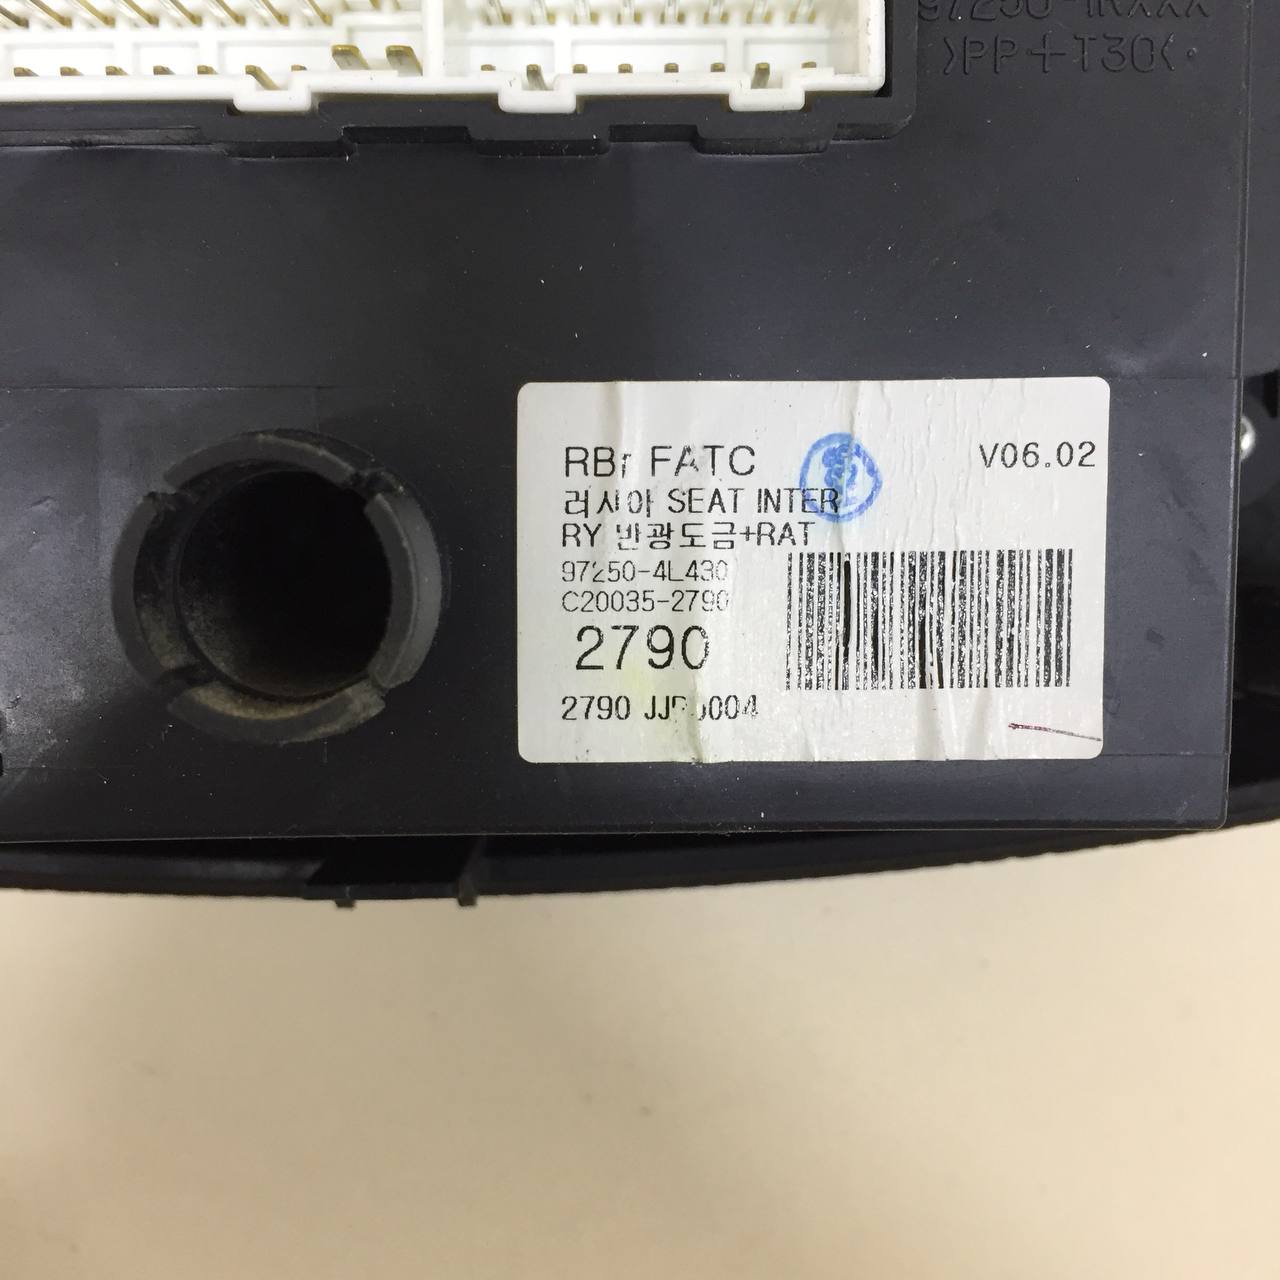 97250-1RXXX
>PP+T30<
RBr FATC V06.02
러시아 SEAT INTER
RY 반광도금+RAT
97250-4L430
C20035-2790
2790
2790